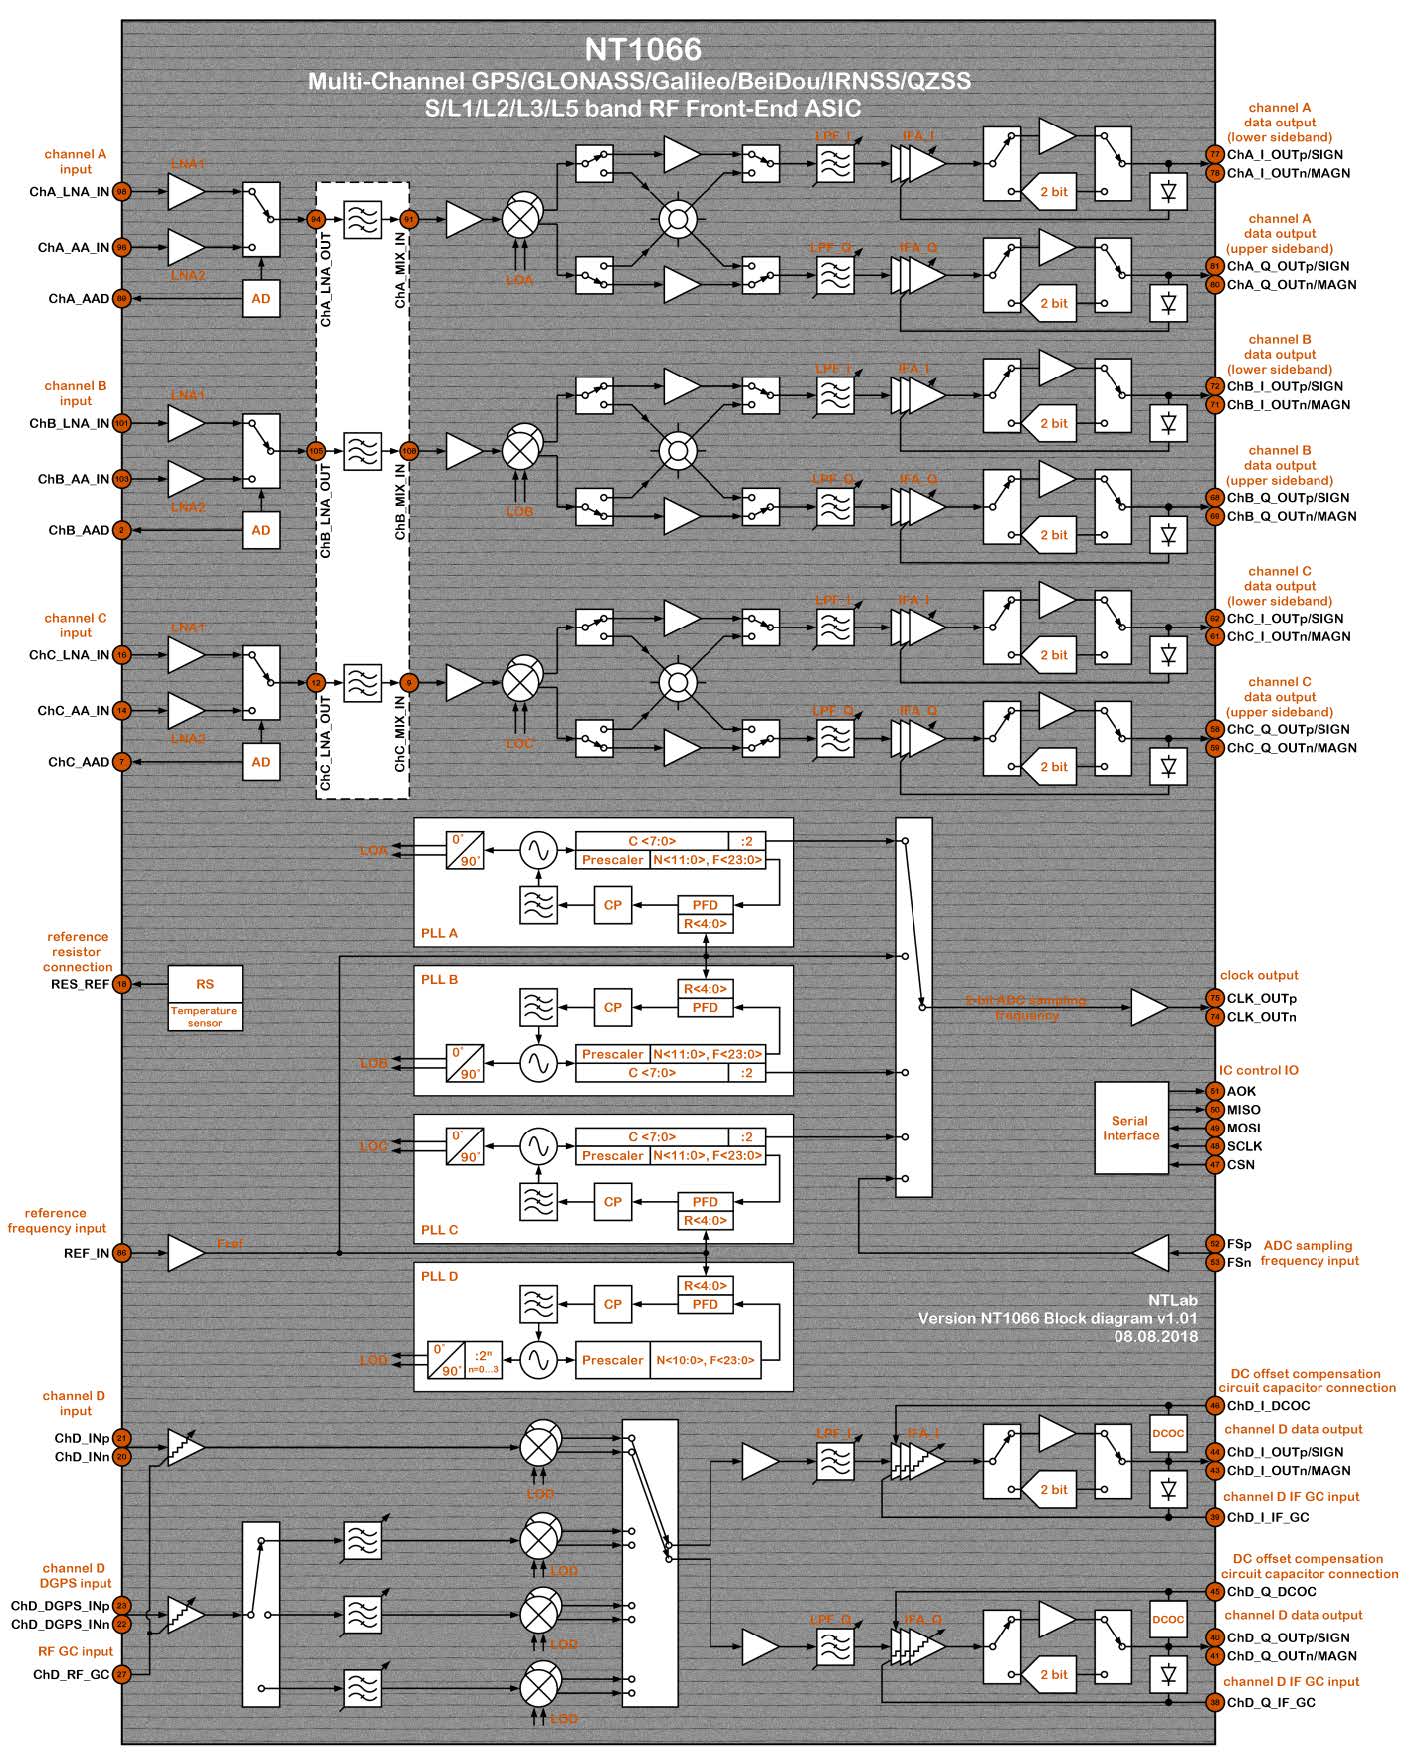 NT1066
Multi-Channel GPS/GLONASS/Galileo/BeiDou/IRNSS/QZSS
S/L1/L2/L3/L5 band RF Front-End ASIC
channel A
input
ChA_LNA_IN
98
LNA1
ChA_AA_IN
96
LNA2
ChA_AAD
AD
94
ChA_LNA_OUT
91
ChA_MIX_IN
LOA
LPF_I
IFA_I
2 bit
channel A
data output
(lower sideband)
77
ChA_I_OUTp/SIGN
78
ChA_I_OUTn/MAGN
LPF_Q
IFA_Q
2 bit
channel A
data output
(upper sideband)
81
ChA_Q_OUTp/SIGN
80
ChA_Q_OUTn/MAGN
channel B
input
ChB_LNA_IN
101
LNA1
ChB_AA_IN
103
LNA2
ChB_AAD
2
AD
105
ChB_LNA_OUT
108
ChB_MIX_IN
LOB
LPF_I
IFA_I
2 bit
channel B
data output
(lower sideband)
72
ChB_I_OUTp/SIGN
71
ChB_I_OUTn/MAGN
LPF_Q
IFA_Q
2 bit
channel B
data output
(upper sideband)
68
ChB_Q_OUTp/SIGN
69
ChB_Q_OUTn/MAGN
channel C
input
ChC_LNA_IN
16
LNA1
ChC_AA_IN
14
LNA2
ChC_AAD
7
AD
12
ChC_LNA_OUT
9
ChC_MIX_IN
LOC
LPF_I
IFA_I
2 bit
channel C
data output
(lower sideband)
62
ChC_I_OUTp/SIGN
61
ChC_I_OUTn/MAGN
LPF_Q
IFA_Q
2 bit
channel C
data output
(upper sideband)
58
ChC_Q_OUTp/SIGN
59
ChC_Q_OUTn/MAGN
LOA
0°
90°
C <7:0>
:2
Prescaler
N<11:0>, F<23:0>
CP
PFD
R<4:0>
PLL A
reference
resistor
connection
RES_REF
18
RS
Temperature
sensor
PLL B
R<4:0>
CP
PFD
LOB
0°
90°
Prescaler
N<11:0>, F<23:0>
C <7:0>
:2
2-bit ADC sampling
frequency
clock output
75
CLK_OUTp
74
CLK_OUTn
LOC
0°
90°
C <7:0>
:2
Prescaler
N<11:0>, F<23:0>
CP
PFD
R<4:0>
PLL C
IC control IO
Serial
Interface
51
AOK
50
MISO
49
MOSI
48
SCLK
47
CSN
reference
frequency input
REF_IN
86
Fref
52
FSp
53
FSn
ADC sampling
frequency input
PLL D
R<4:0>
CP
PFD
LOD
0°
90°
:2ⁿ
n=0...3
Prescaler
N<10:0>, F<23:0>
NTLab
Version NT1066 Block diagram v1.01
08.08.2018
channel D
input
ChD_INp
21
ChD_INn
20
LOD
LOD
LOD
LOD
channel D
DGPS input
ChD_DGPS_INp
23
ChD_DGPS_INn
22
RF GC input
ChD_RF_GC
27
LPF_I
IFA_I
2 bit
DCOC
DC offset compensation
circuit capacitor connection
46
ChD_I_DCOC
channel D data output
44
ChD_I_OUTp/SIGN
43
ChD_I_OUTn/MAGN
channel D IF GC input
39
ChD_I_IF_GC
LPF_Q
IFA_Q
2 bit
DCOC
DC offset compensation
circuit capacitor connection
45
ChD_Q_DCOC
channel D data output
40
ChD_Q_OUTp/SIGN
41
ChD_Q_OUTn/MAGN
channel D IF GC input
38
ChD_Q_IF_GC